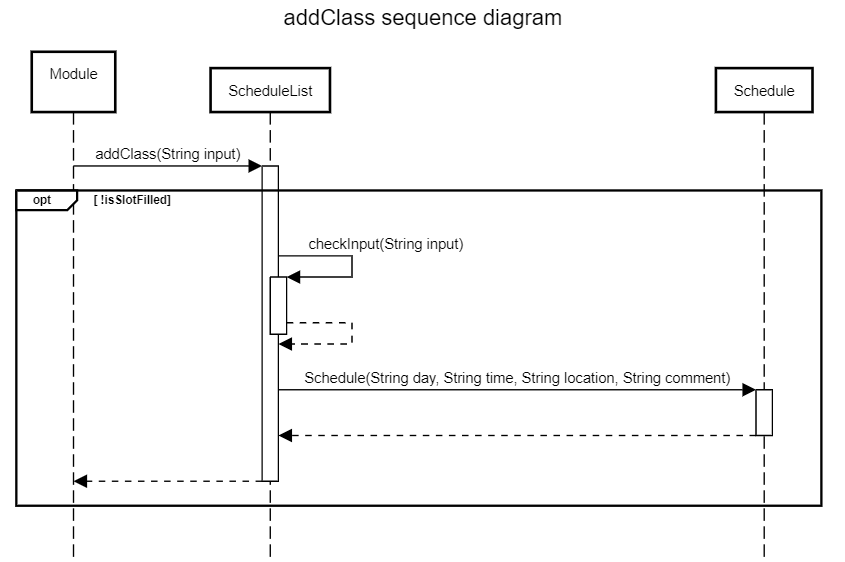 addClass sequence diagram
Module
ScheduleList
Schedule
addClass(String input)
opt
[ !isSlotFilled]
checkInput(String input)
Schedule(String day, String time, String location, String comment)